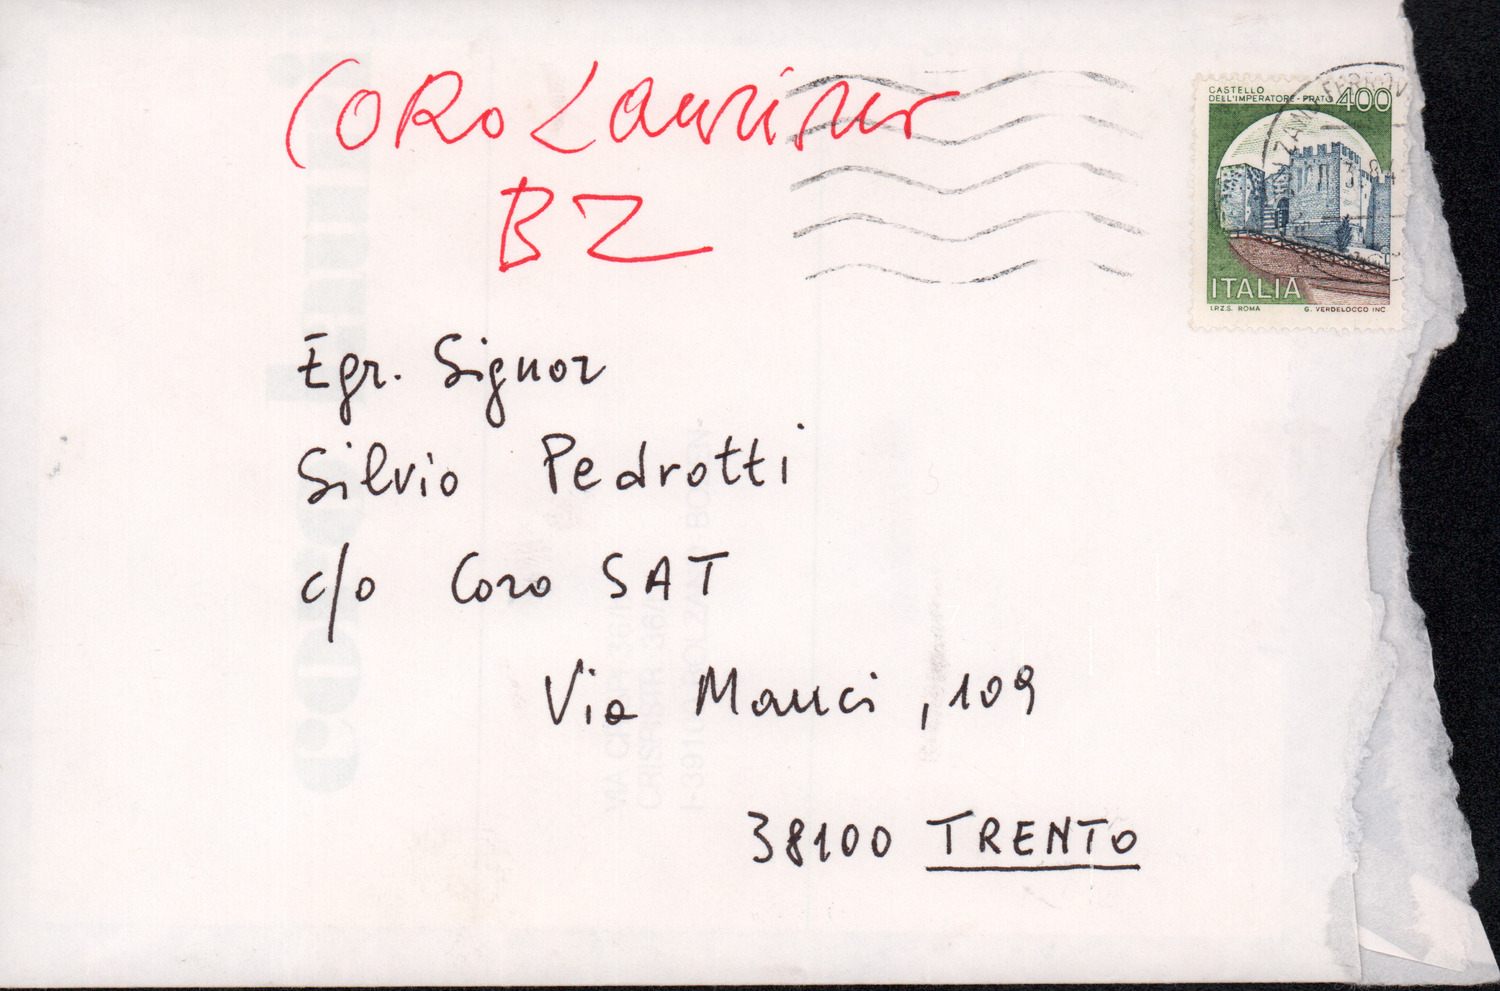 CORO Lauriner
BZ
CASTELLO
DELL'IMPERATORE - PRATO 400
ITALIA
I.P.Z.S. ROMA G. VERDELOCCO INC
Egr. Signor
Silvio Pedrotti
c/o Coro SAT
Via Manci, 109
38100 TRENTO